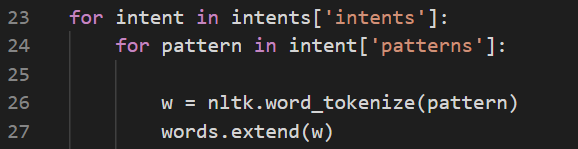 23 for intent in intents['intents']:
24     for pattern in intent['patterns']:
25
26         w = nltk.word_tokenize(pattern)
27         words.extend(w)